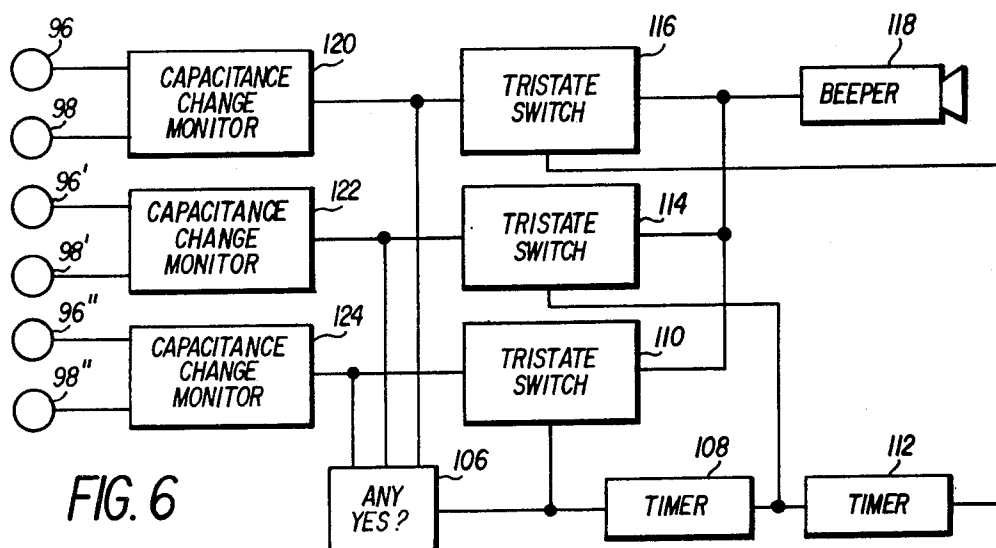 96
98
96'
98'
96"
98"
120
CAPACITANCE
CHANGE
MONITOR
122
CAPACITANCE
CHANGE
MONITOR
124
CAPACITANCE
CHANGE
MONITOR
116
TRISTATE
SWITCH
114
TRISTATE
SWITCH
110
TRISTATE
SWITCH
118
BEEPER
106
ANY
YES?
108
TIMER
112
TIMER
FIG. 6